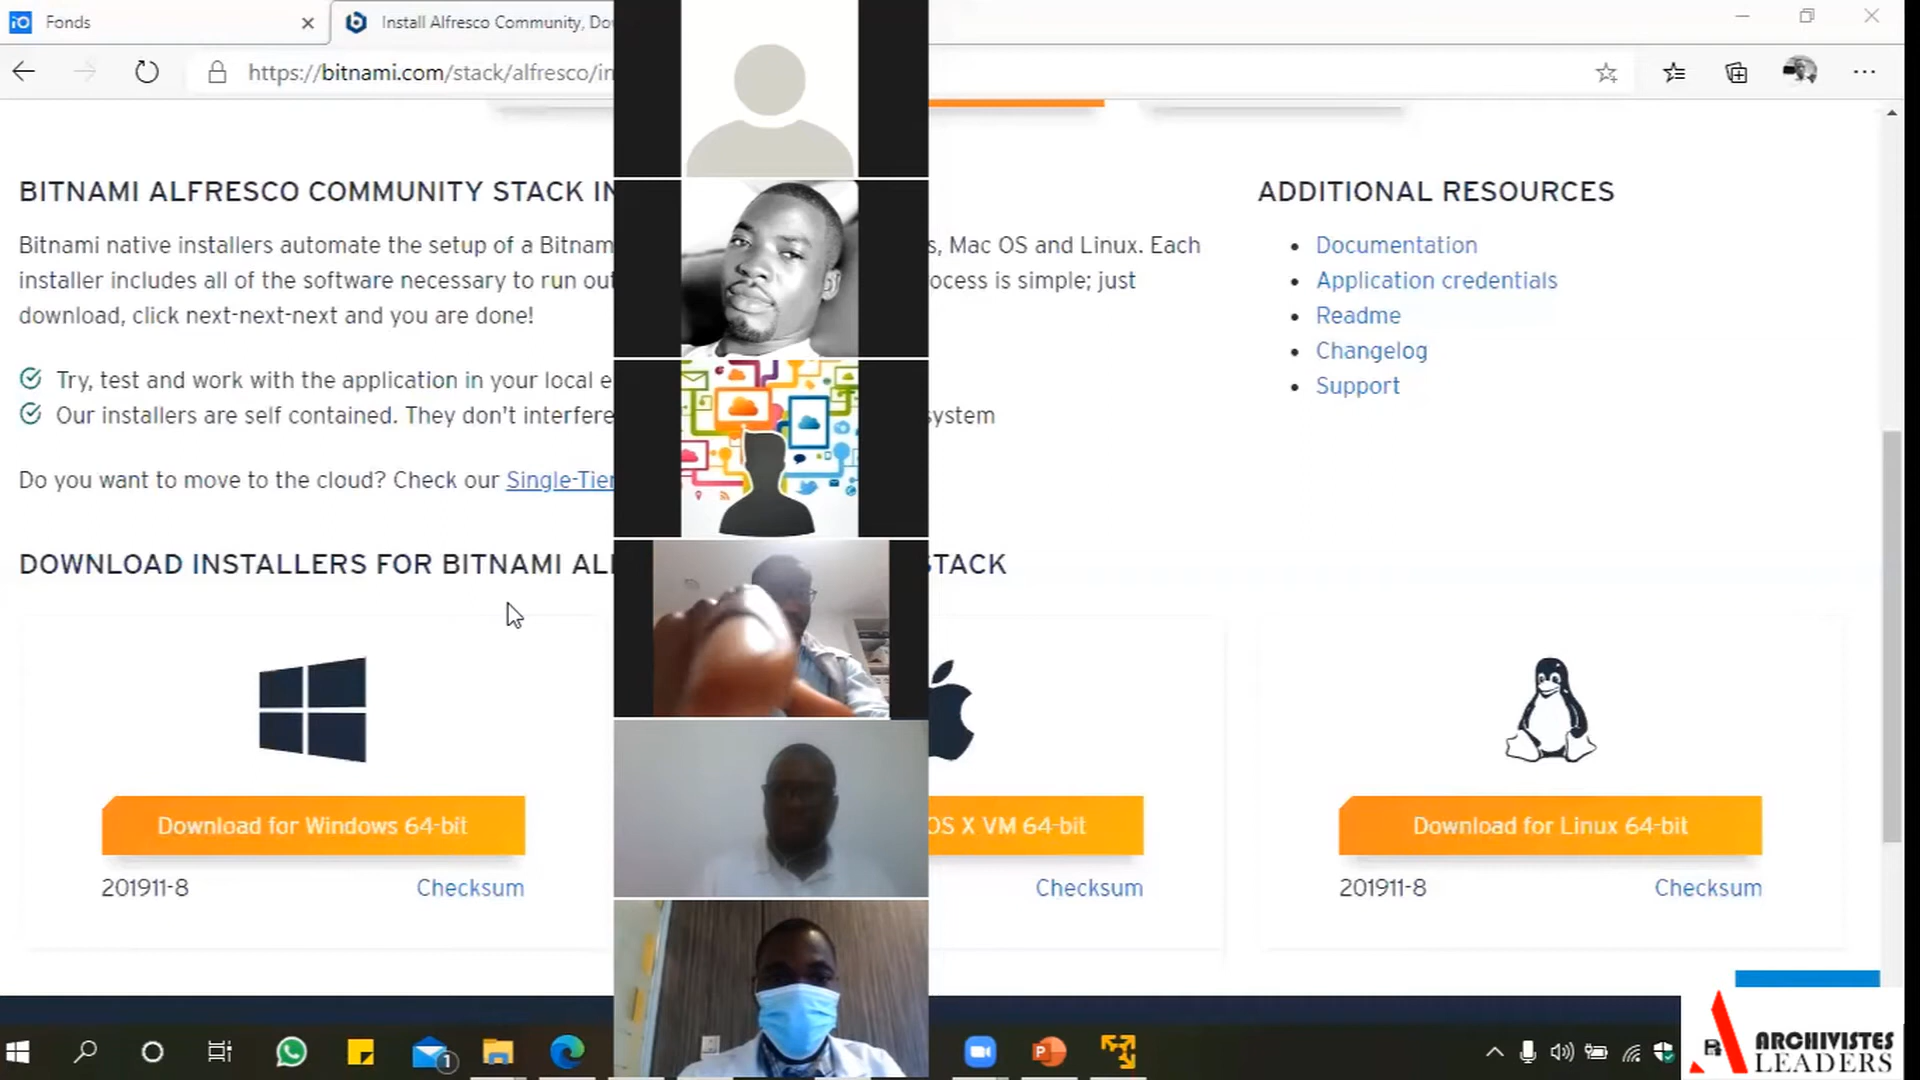 Fonds
Install Alfresco Community, Do
https://bitnami.com/stack/alfresco/in
BITNAMI ALFRESCO COMMUNITY STACK IN
Bitnami native installers automate the setup of a Bitnam
s, Mac OS and Linux. Each
installer includes all of the software necessary to run out
ocess is simple; just
download, click next-next-next and you are done!
Try, test and work with the application in your local e
Our installers are self contained. They don't interfere
system
Do you want to move to the cloud? Check our Single-Tier
ADDITIONAL RESOURCES
Documentation
Application credentials
Readme
Changelog
Support
DOWNLOAD INSTALLERS FOR BITNAMI AL
STACK
Download for Windows 64-bit
201911-8
Checksum
OS X VM 64-bit
Checksum
Download for Linux 64-bit
201911-8
Checksum
1
ARCHIVISTES
LEADERS